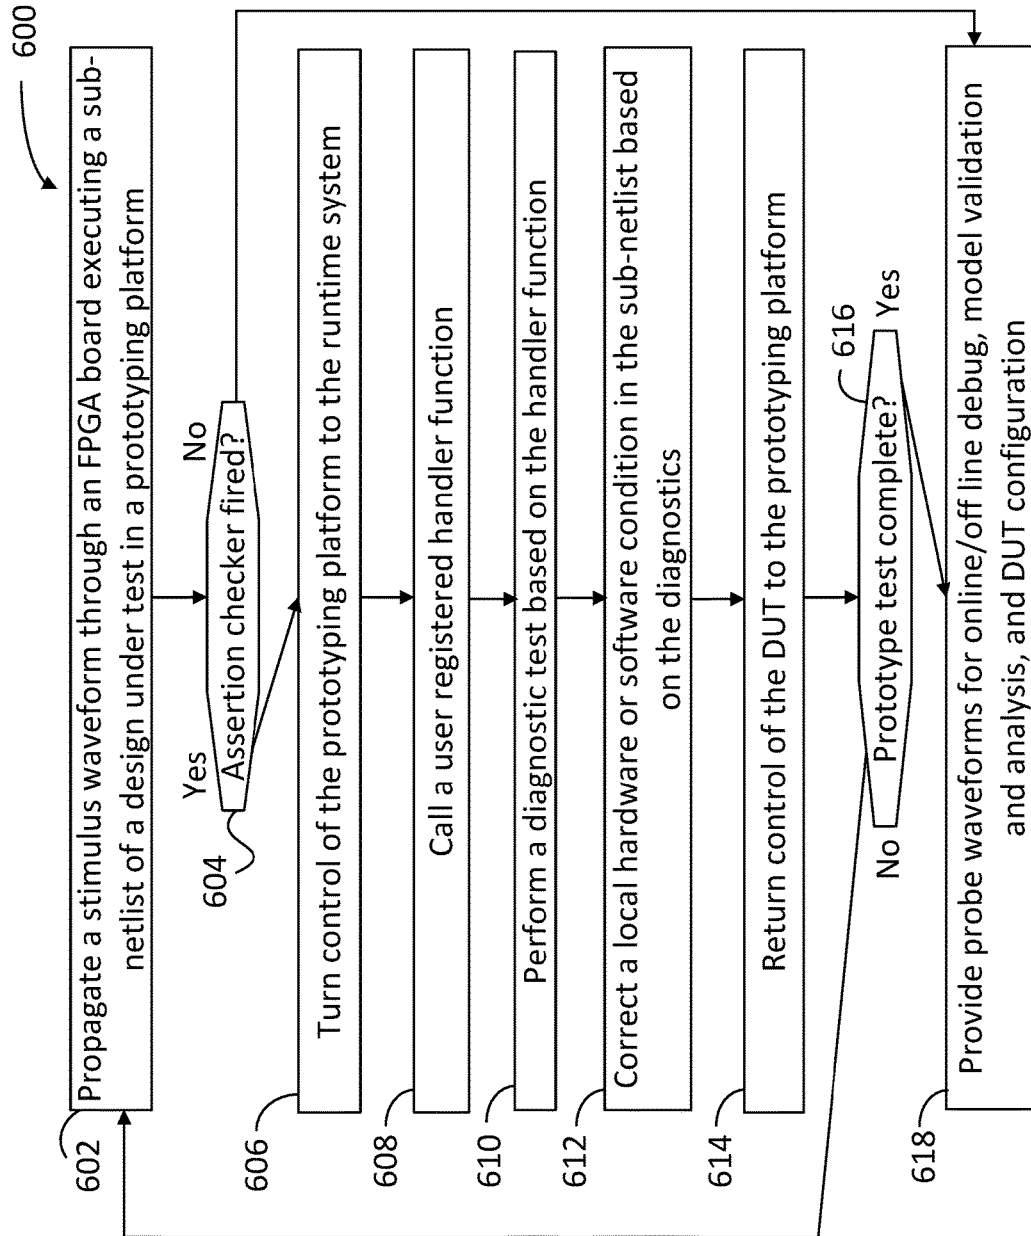 600
602
Propagate a stimulus waveform through an FPGA board executing a sub-
netlist of a design under test in a prototyping platform
604
Yes
No
Assertion checker fired?
606
Turn control of the prototyping platform to the runtime system
608
Call a user registered handler function
610
Perform a diagnostic test based on the handler function
612
Correct a local hardware or software condition in the sub-netlist based
on the diagnostics
614
Return control of the DUT to the prototyping platform
616
No
Prototype test complete?
Yes
618
Provide probe waveforms for online/off line debug, model validation
and analysis, and DUT configuration